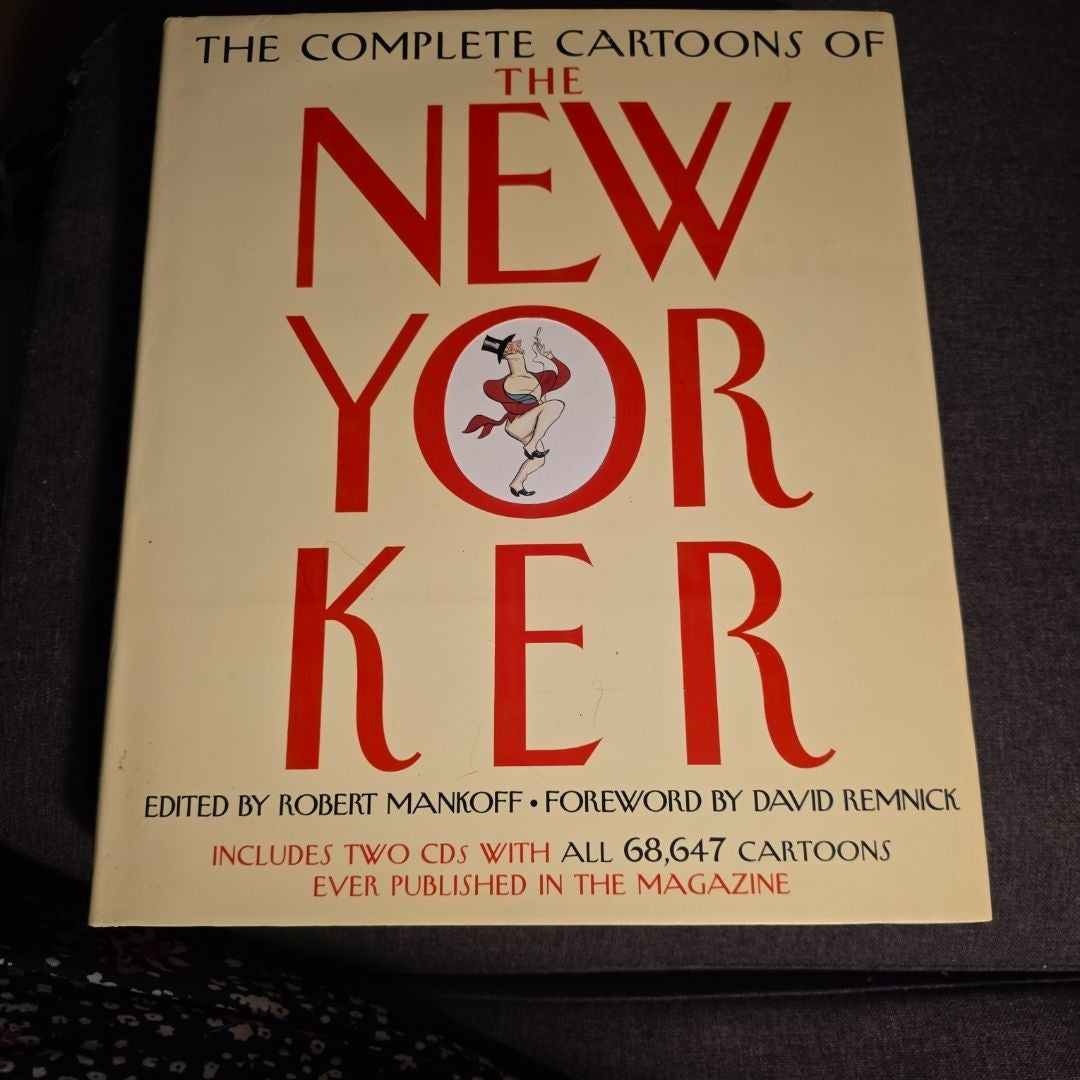 THE COMPLETE CARTOONS OF
THE
NEW
YOR
KER
EDITED BY ROBERT MANKOFF • FOREWORD BY DAVID REMNICK
INCLUDES TWO CDS WITH ALL 68,647 CARTOONS
EVER PUBLISHED IN THE MAGAZINE